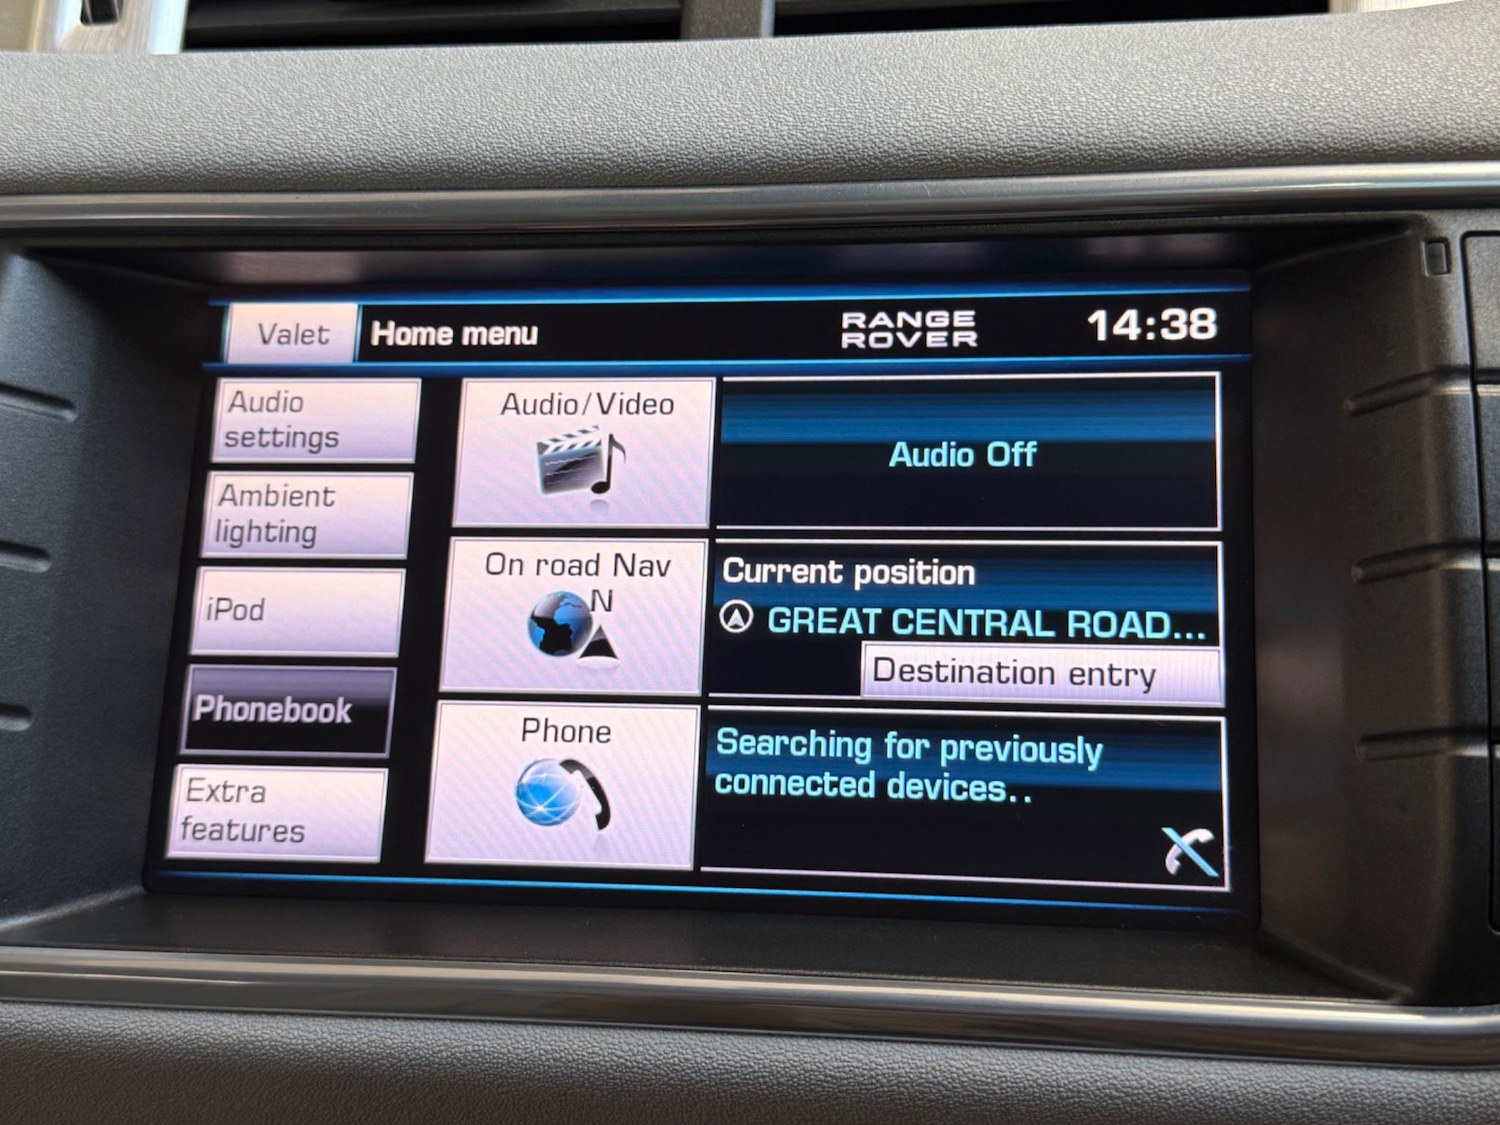 Valet
Home menu
RANGE
ROVER
14:38
Audio
settings
Ambient
lighting
iPod
Phonebook
Extra
features
Audio/Video
Audio Off
On road Nav
N
Current position
GREAT CENTRAL ROAD...
Destination entry
Phone
Searching for previously
connected devices..